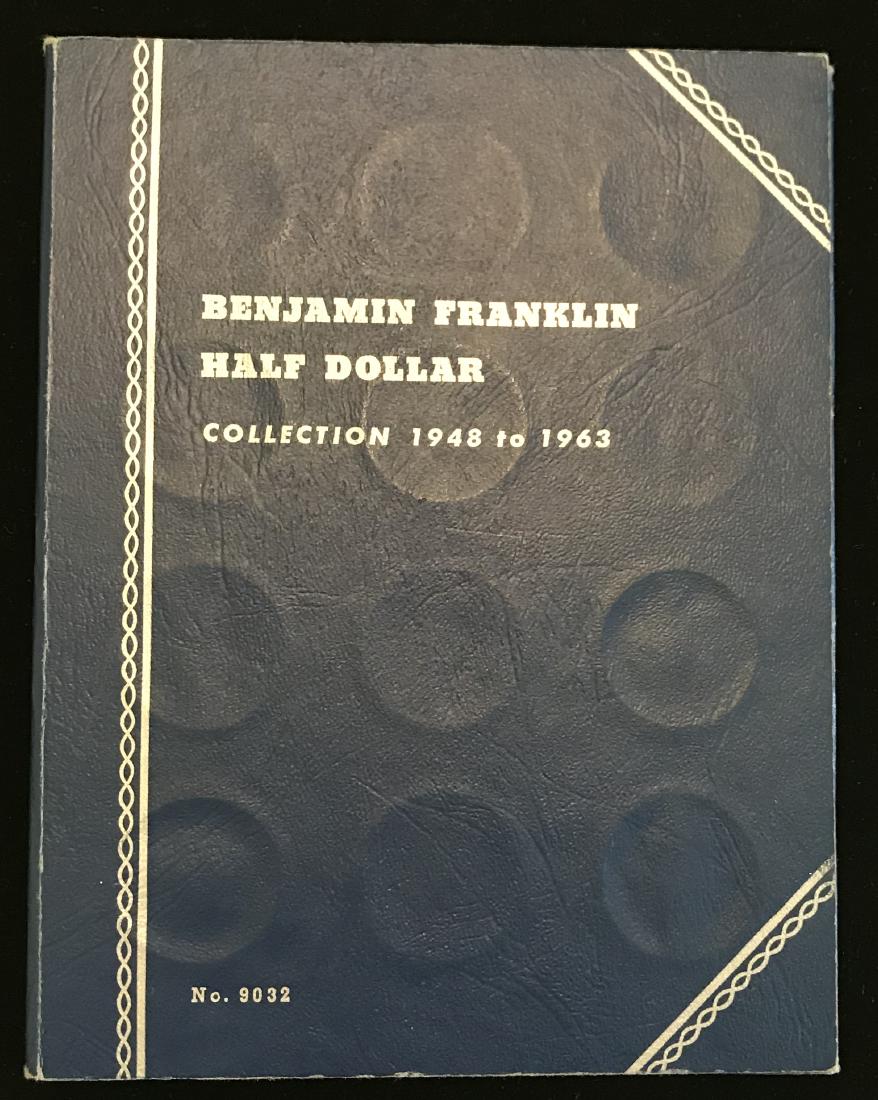 BENJAMIN FRANKLIN
HALF DOLLAR
COLLECTION 1948 to 1963
No. 9032